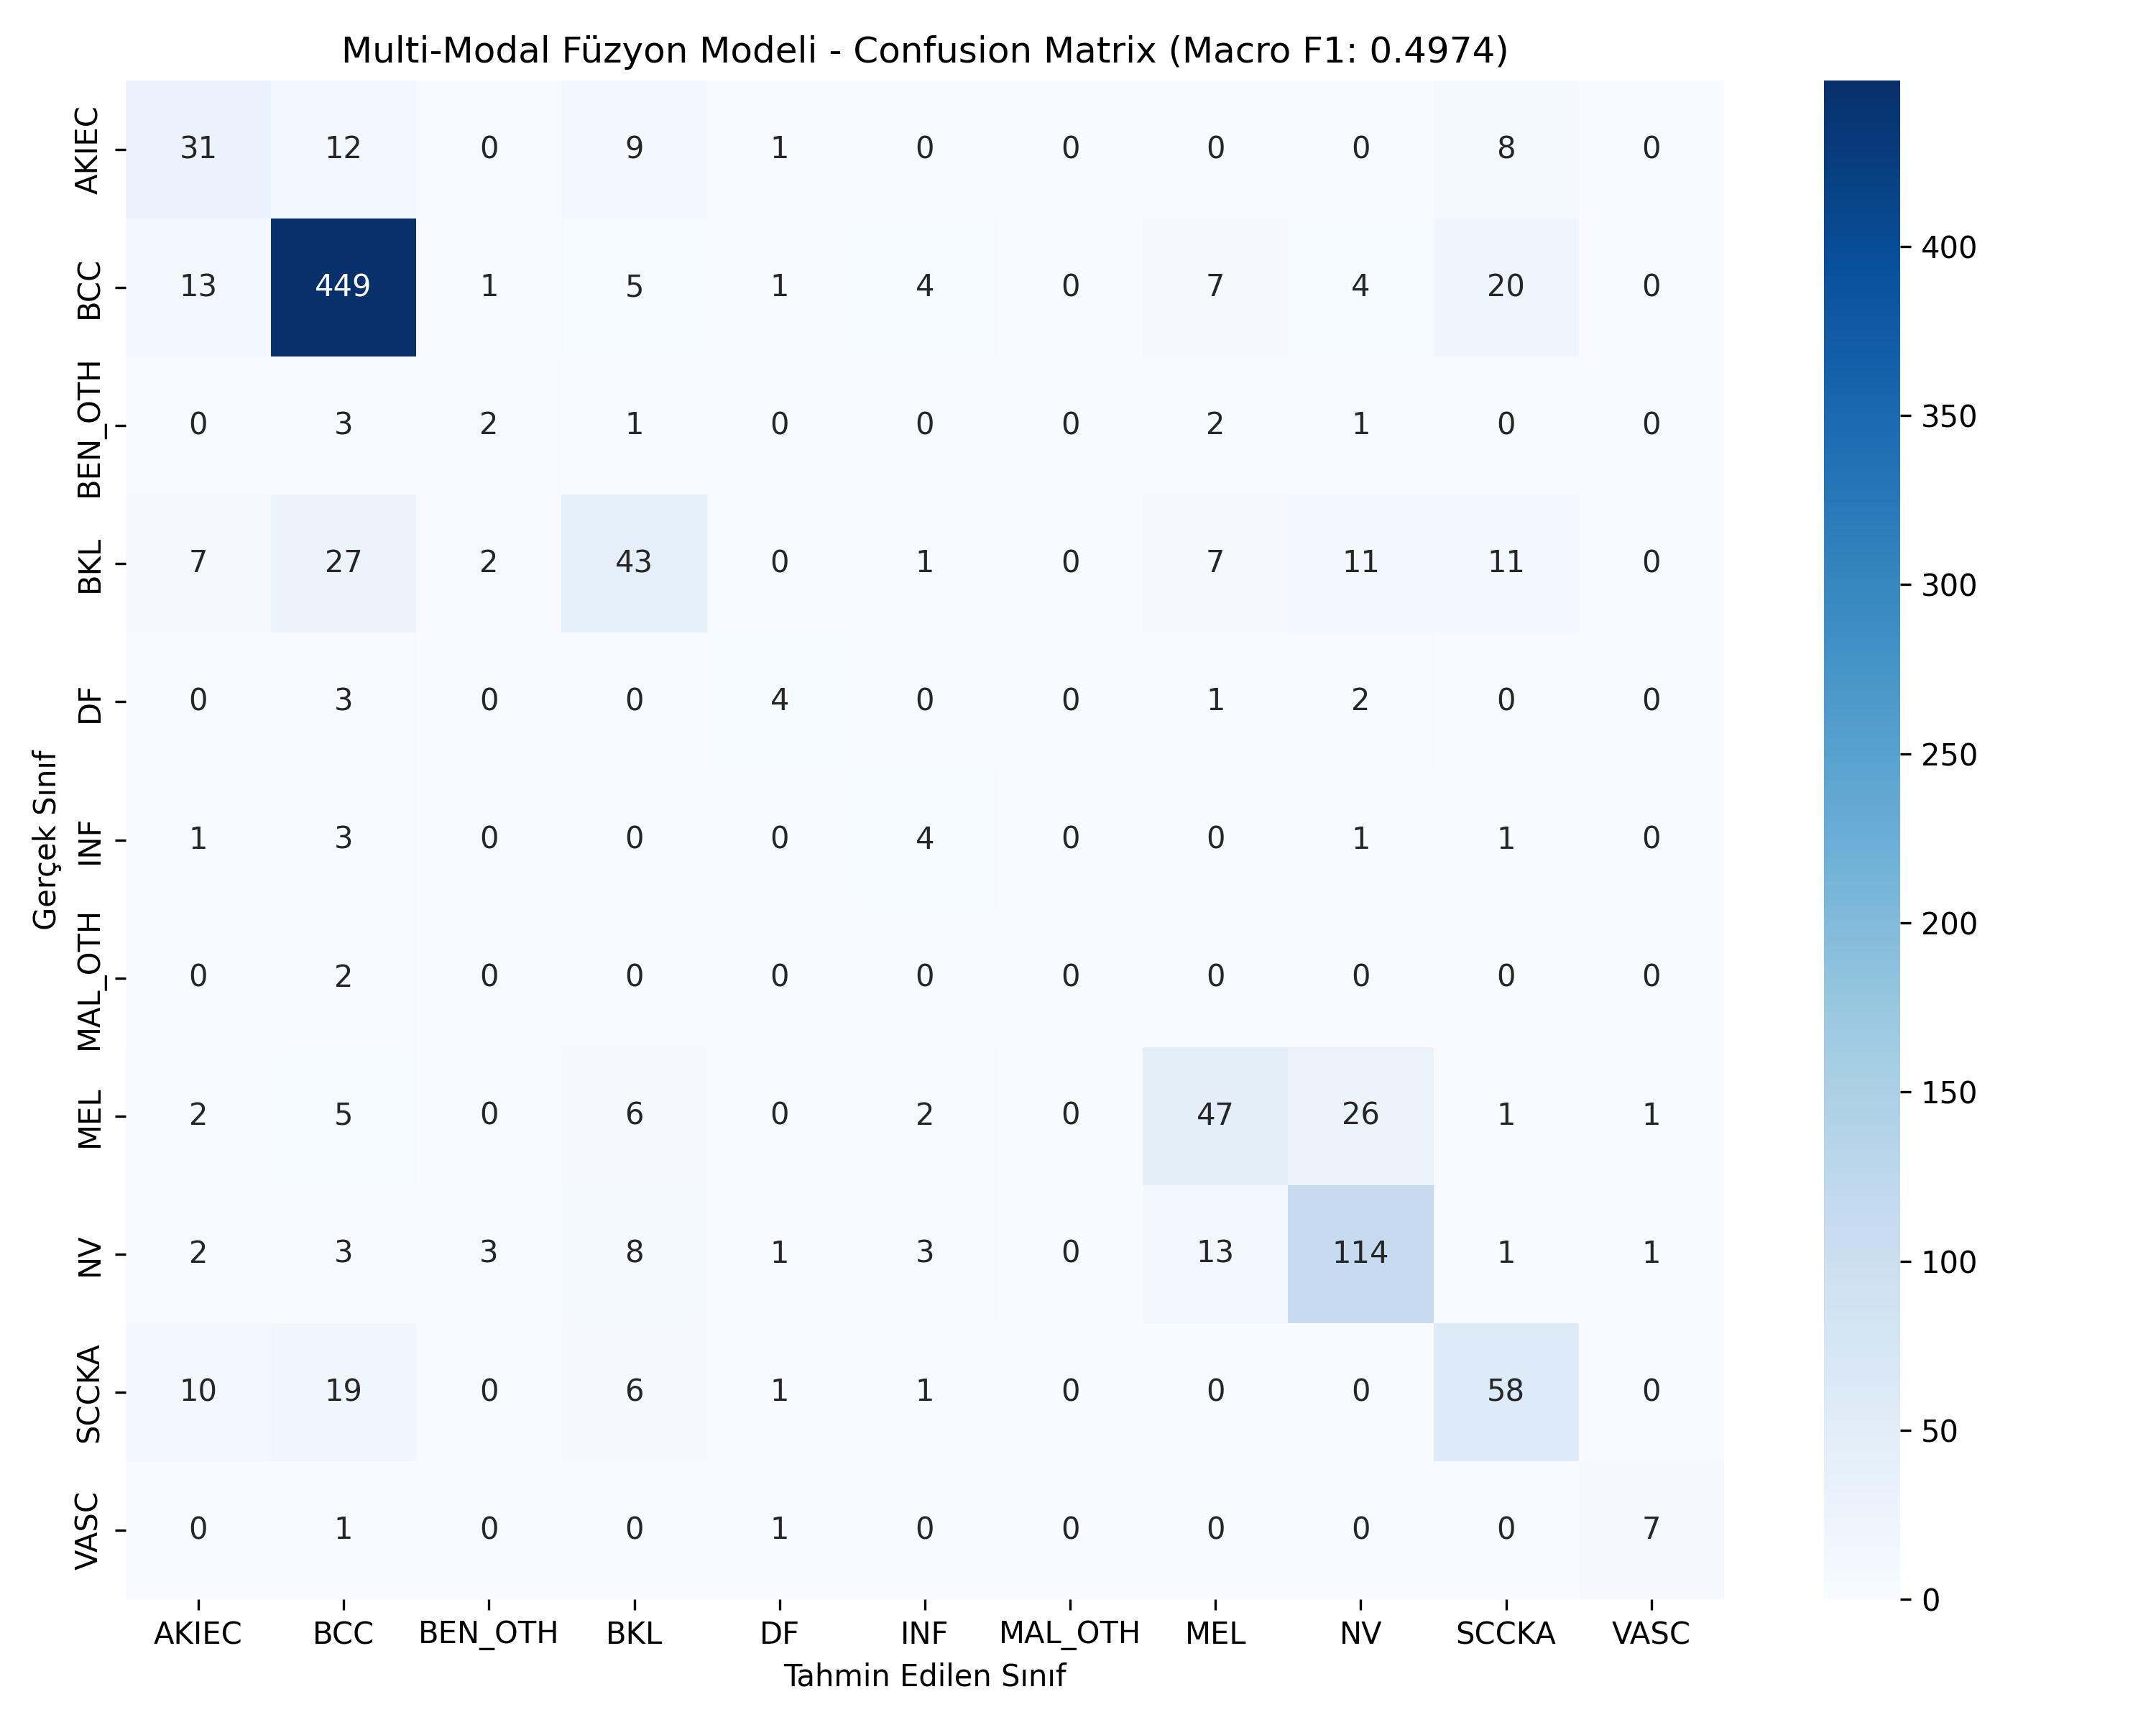 Multi-Modal Füzyon Modeli - Confusion Matrix (Macro F1: 0.4974)
Gerçek Sınıf
AKIEC 31 12 0 9 1 0 0 0 0 8 0
BCC 13 449 1 5 1 4 0 7 4 20 0
BEN_OTH 0 3 2 1 0 0 0 2 1 0 0
BKL 7 27 2 43 0 1 0 7 11 11 0
DF 0 3 0 0 4 0 0 1 2 0 0
INF 1 3 0 0 0 4 0 0 1 1 0
MAL_OTH 0 2 0 0 0 0 0 0 0 0 0
MEL 2 5 0 6 0 2 0 47 26 1 1
NV 2 3 3 8 1 3 0 13 114 1 1
SCCKA 10 19 0 6 1 1 0 0 0 58 0
VASC 0 1 0 0 1 0 0 0 0 0 7
AKIEC BCC BEN_OTH BKL DF INF MAL_OTH MEL NV SCCKA VASC
Tahmin Edilen Sınıf
400
350
300
250
200
150
100
50
0